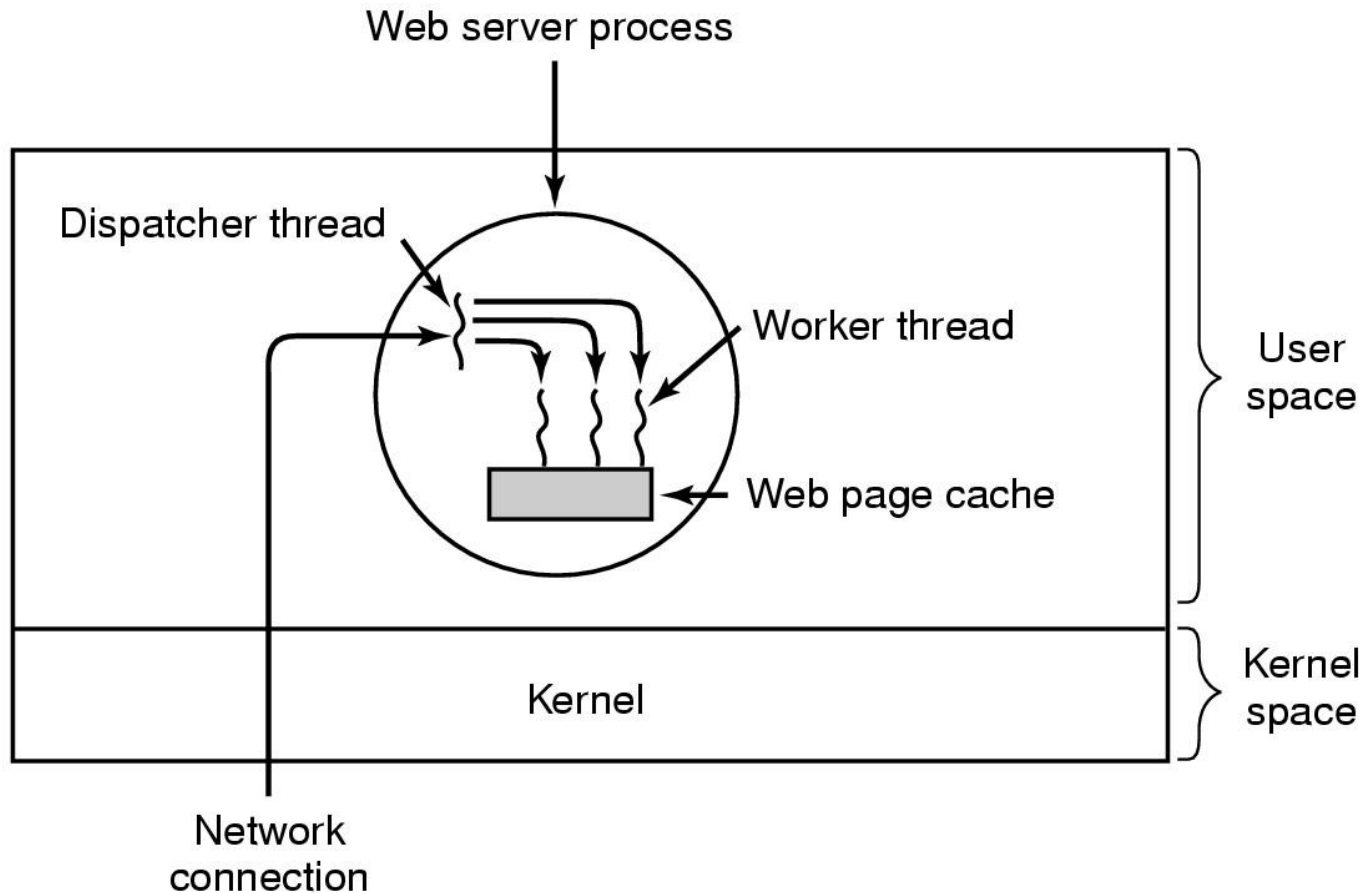 Web server process
Dispatcher thread
Worker thread
Web page cache
User
space
Kernel
Kernel
space
Network
connection